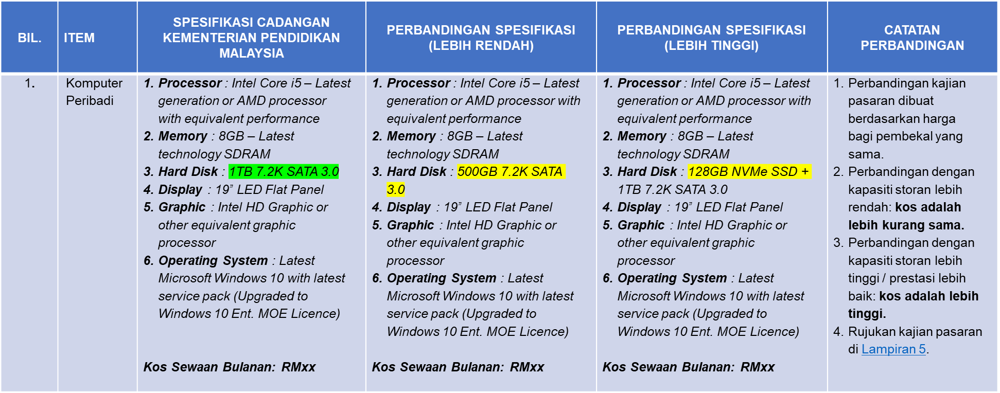 BIL.
ITEM
SPESIFIKASI CADANGAN
KEMENTERIAN PENDIDIKAN
MALAYSIA
PERBANDINGAN SPESIFIKASI
(LEBIH RENDAH)
PERBANDINGAN SPESIFIKASI
(LEBIH TINGGI)
CATATAN
PERBANDINGAN
1.
Komputer
Peribadi
1. Processor : Intel Core i5 – Latest
generation or AMD processor
with equivalent performance
2. Memory : 8GB – Latest
technology SDRAM
3. Hard Disk : 1TB 7.2K SATA 3.0
4. Display : 19” LED Flat Panel
5. Graphic : Intel HD Graphic or
other equivalent graphic
processor
6. Operating System : Latest
Microsoft Windows 10 with latest
service pack (Upgraded to
Windows 10 Ent. MOE Licence)
Kos Sewaan Bulanan: RMxx
1. Processor : Intel Core i5 – Latest
generation or AMD processor with
equivalent performance
2. Memory : 8GB – Latest
technology SDRAM
3. Hard Disk : 500GB 7.2K SATA
3.0
4. Display : 19” LED Flat Panel
5. Graphic : Intel HD Graphic or
other equivalent graphic
processor
6. Operating System : Latest
Microsoft Windows 10 with latest
service pack (Upgraded to
Windows 10 Ent. MOE Licence)
Kos Sewaan Bulanan: RMxx
1. Processor : Intel Core i5 – Latest
generation or AMD processor with
equivalent performance
2. Memory : 8GB – Latest
technology SDRAM
3. Hard Disk : 128GB NVMe SSD +
1TB 7.2K SATA 3.0
4. Display : 19” LED Flat Panel
5. Graphic : Intel HD Graphic or
other equivalent graphic
processor
6. Operating System : Latest
Microsoft Windows 10 with latest
service pack (Upgraded to
Windows 10 Ent. MOE Licence)
Kos Sewaan Bulanan: RMxx
1. Perbandingan kajian
pasaran dibuat
berdasarkan harga
bagi pembekal yang
sama.
2. Perbandingan dengan
kapasiti storan lebih
rendah: kos adalah
lebih kurang sama.
3. Perbandingan dengan
kapasiti storan lebih
tinggi / prestasi lebih
baik: kos adalah lebih
tinggi.
4. Rujukan kajian pasaran
di Lampiran 5.